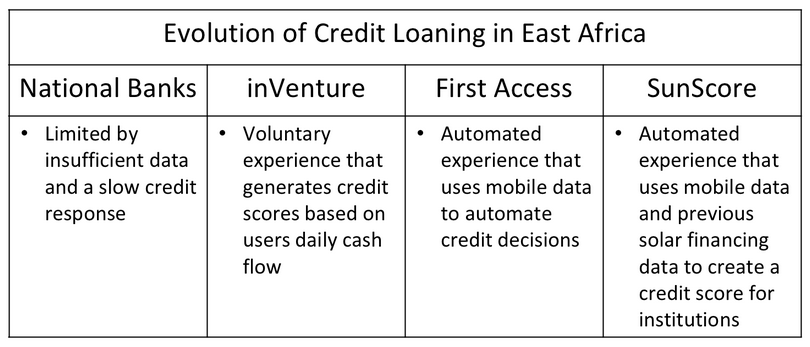 Evolution of Credit Loaning in East Africa
National Banks
inVenture
First Access
SunScore
• Limited by
insufficient data
and a slow credit
response
• Voluntary
experience that
generates credit
scores based on
users daily cash
flow
• Automated
experience that
uses mobile data
to automate
credit decisions
• Automated
experience that
uses mobile data
and previous
solar financing
data to create a
credit score for
institutions